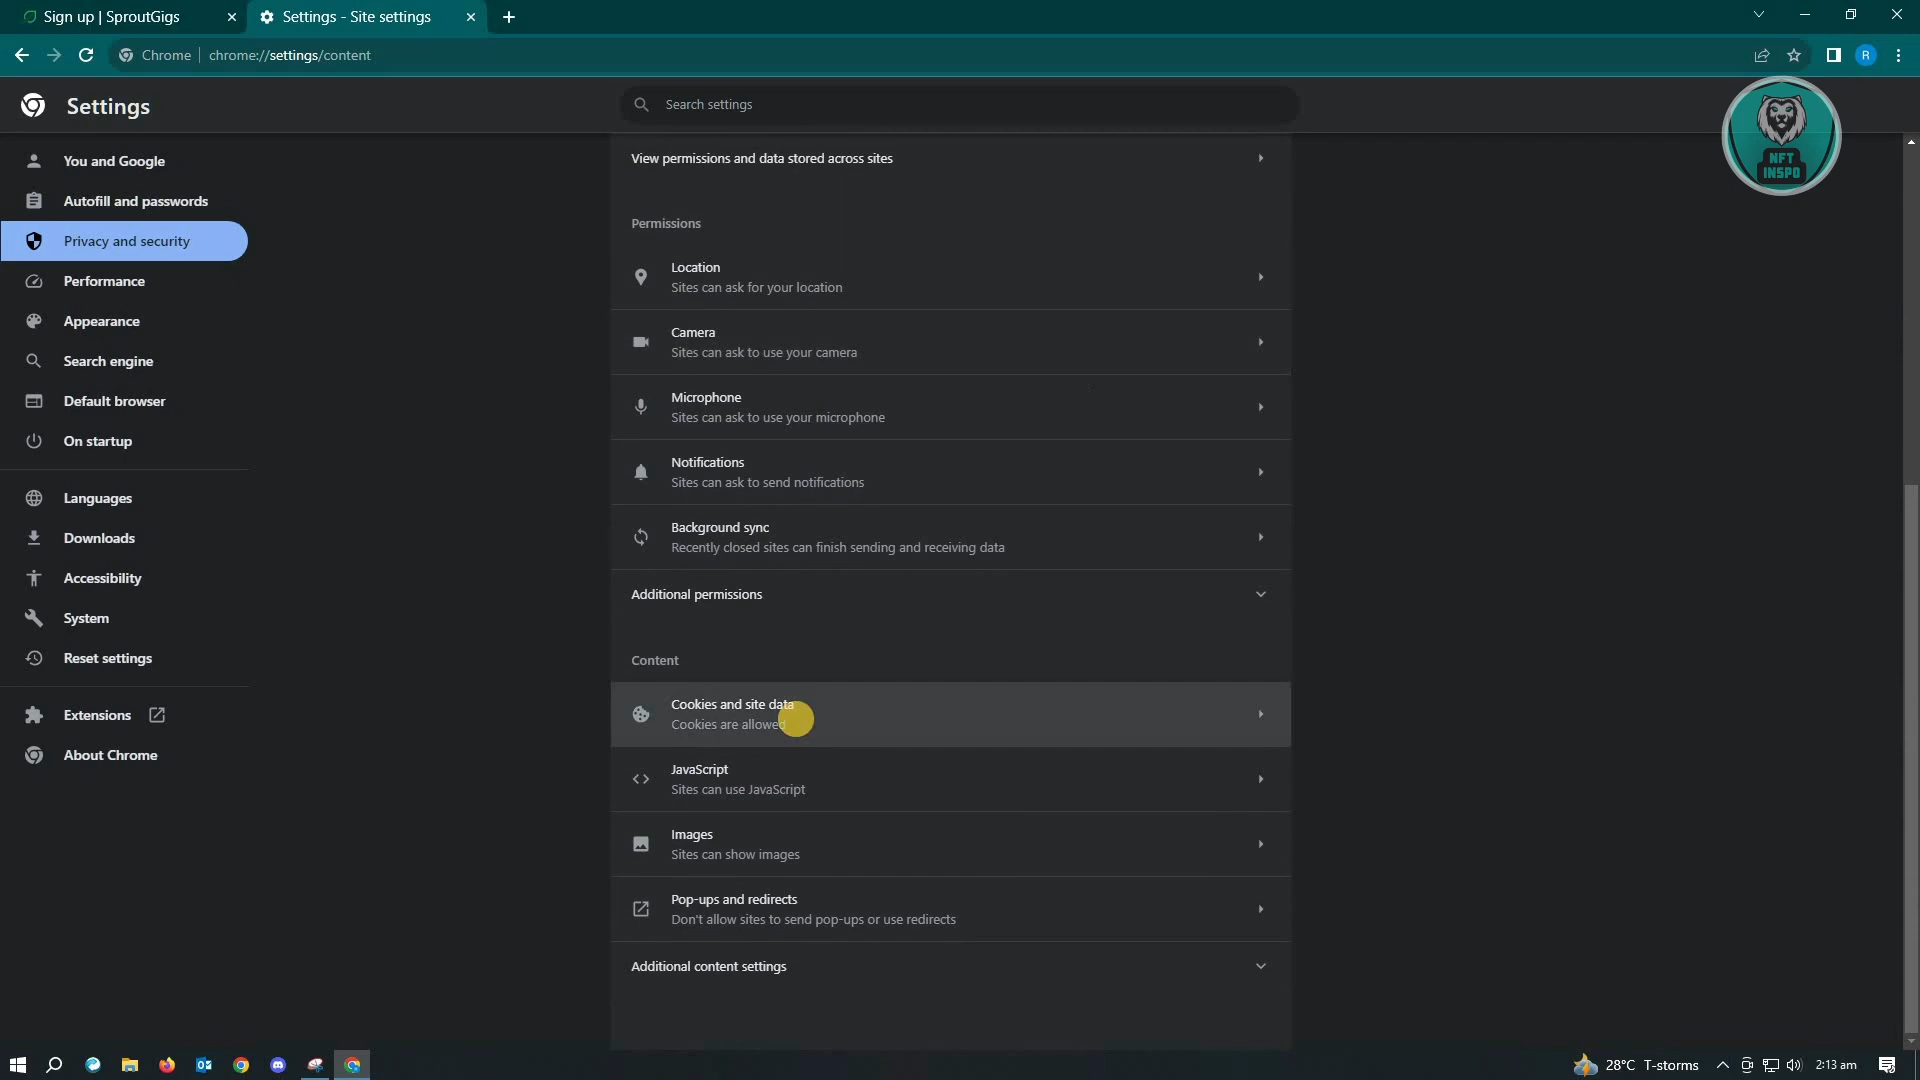 Sign up | SproutGigs
Settings - Site settings
Chrome
chrome://settings/content
R
Settings
Search settings
NFT
INSPO
You and Google
Autofill and passwords
Privacy and security
Performance
Appearance
Search engine
Default browser
On startup
Languages
Downloads
Accessibility
System
Reset settings
Extensions
About Chrome
View permissions and data stored across sites
Permissions
Location
Sites can ask for your location
Camera
Sites can ask to use your camera
Microphone
Sites can ask to use your microphone
Notifications
Sites can ask to send notifications
Background sync
Recently closed sites can finish sending and receiving data
Additional permissions
Content
Cookies and site data
Cookies are allowed
JavaScript
Sites can use JavaScript
Images
Sites can show images
Pop-ups and redirects
Don't allow sites to send pop-ups or use redirects
Additional content settings
28°C T-storms
2:13 am